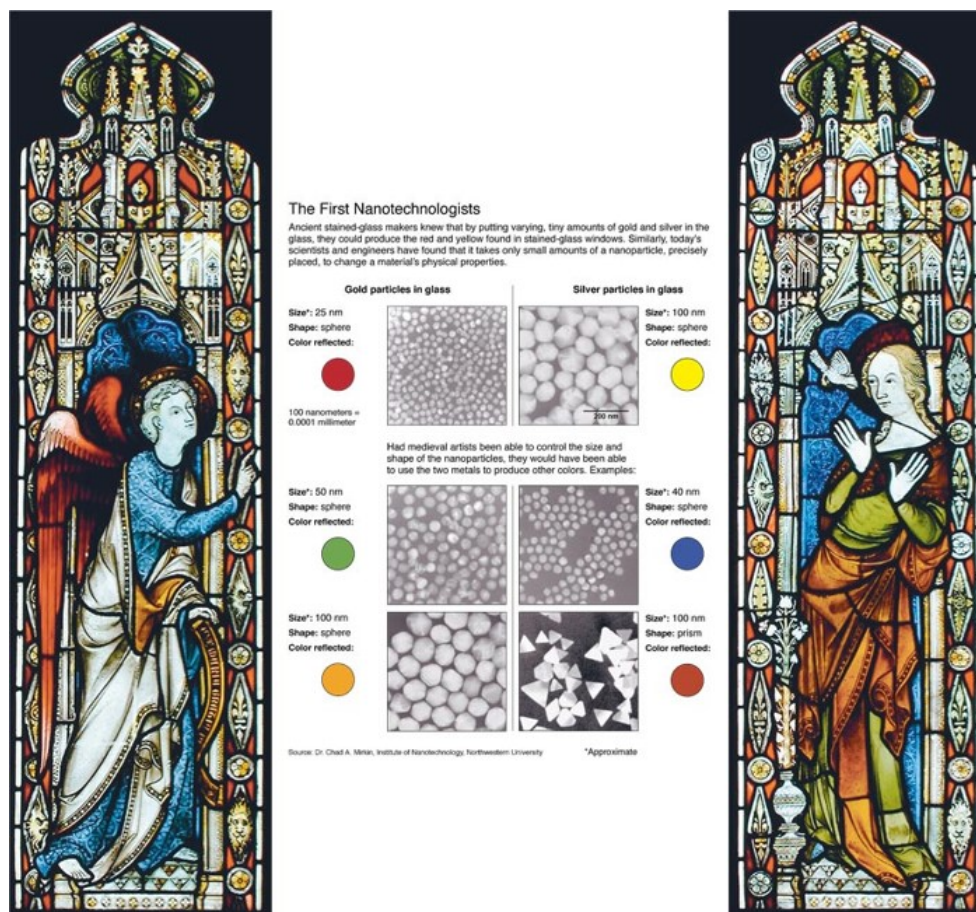 The First Nanotechnologists
Ancient stained-glass makers knew that by putting varying, tiny amounts of gold and silver in the
glass, they could produce the red and yellow found in stained-glass windows. Similarly, today's
scientists and engineers have found that it takes only small amounts of a nanoparticle, precisely
placed, to change a material's physical properties.
Gold particles in glass
Silver particles in glass
Size*: 25 nm
Shape: sphere
Color reflected:
100 nanometers =
0.0001 millimeter
Size*: 100 nm
Shape: sphere
Color reflected:
200 nm
Had medieval artists been able to control the size and
shape of the nanoparticles, they would have been able
to use the two metals to produce other colors. Examples:
Size*: 50 nm
Shape: sphere
Color reflected:
Size*: 40 nm
Shape: sphere
Color reflected:
Size*: 100 nm
Shape: sphere
Color reflected:
Size*: 100 nm
Shape: prism
Color reflected:
Source: Dr. Chad A. Mirkin, Institute of Nanotechnology, Northwestern University
*Approximate